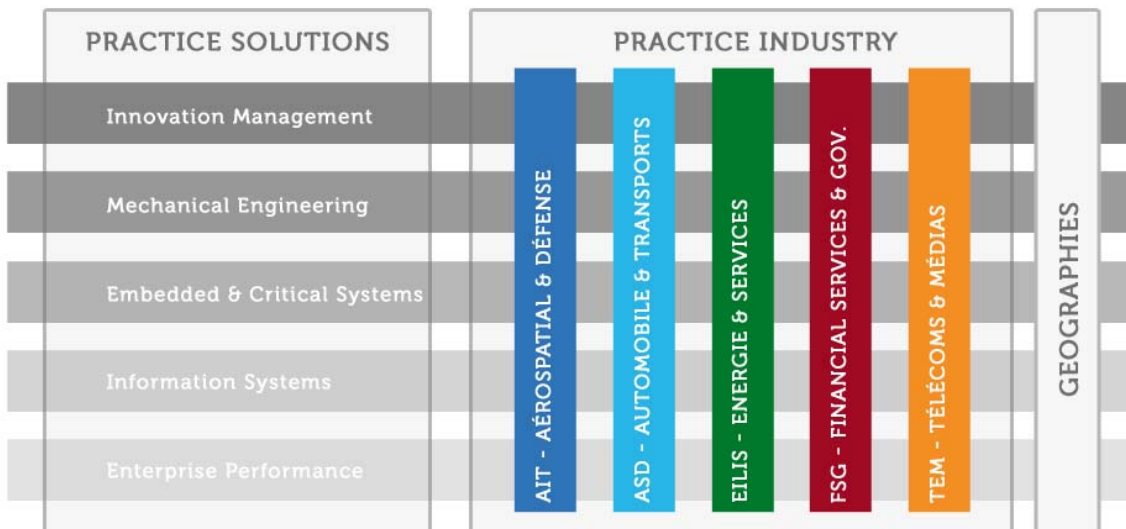 PRACTICE SOLUTIONS
Innovation Management
Mechanical Engineering
Embedded & Critical Systems
Information Systems
Enterprise Performance
PRACTICE INDUSTRY
AIT - AÉROSPATIAL & DÉFENSE
ASD - AUTOMOBILE & TRANSPORTS
EILIS - ENERGIE & SERVICES
FSG - FINANCIAL SERVICES & GOV.
TEM - TÉLÉCOMS & MÉDIAS
GEOGRAPHIES